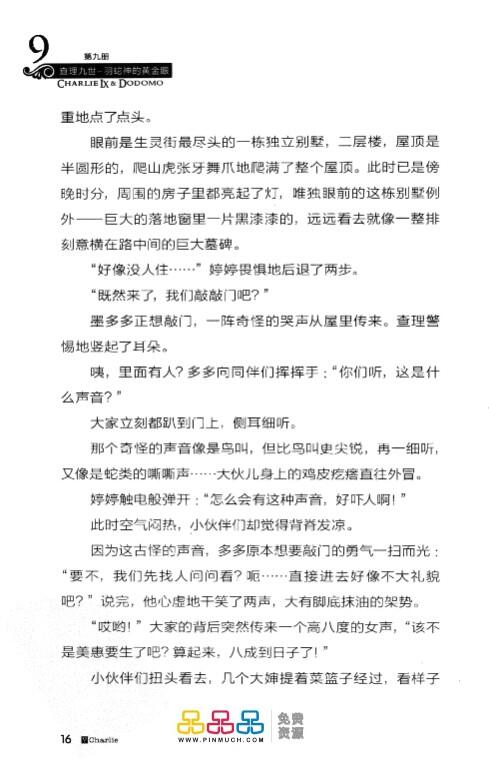 9
第九册
查理九世-羽蛇神的黄金眼
CHARLIE IX & DODOMO
重地点了点头。
眼前是生灵街最尽头的一栋独立别墅，二层楼，屋顶是
半圆形的，爬山虎张牙舞爪地爬满了整个屋顶。此时已是傍
晚时分，周围的房子里都亮起了灯，唯独眼前的这栋别墅例
外——巨大的落地窗里一片黑漆漆的，远远看去就像一整排
刻意横在路中间的巨大墓碑。
“好像没人住……”婷婷畏惧地后退了两步。
“既然来了，我们敲敲门吧？”
墨多多正想敲门，一阵奇怪的哭声从屋里传来。查理警
惕地竖起了耳朵。
咦，里面有人？多多向同伴们挥挥手：“你们听，这是什
么声音？”
大家立刻都趴到门上，侧耳细听。
那个奇怪的声音像是鸟叫，但比鸟叫更尖锐，再一细听，
又像是蛇类的嘶嘶声……大伙儿身上的鸡皮疙瘩直往外冒。
婷婷触电般弹开：“怎么会有这种声音，好吓人啊！”
此时空气闷热，小伙伴们却觉得背脊发凉。
因为这古怪的声音，多多原本想要敲门的勇气一扫而光：
“要不，我们先找人问问看？呃……直接进去好像不大礼貌
吧？”说完，他心虚地干笑了两声，大有脚底抹油的架势。
“哎哟！”大家的背后突然传来一个高八度的女声，“该不
是美惠要生了吧？算起来，八成到日子了！”
小伙伴们扭头看去，几个大婶提着菜篮子经过，看样子
16 Charlie
品品品 免费
资源
WWW.PINMUCH.COM